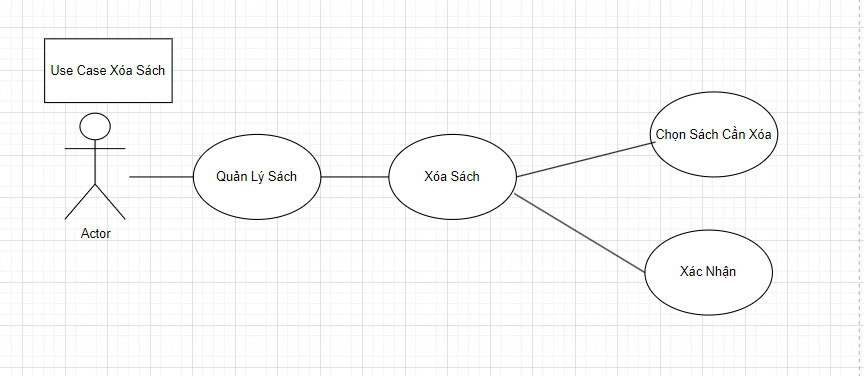 Use Case Xóa Sách
Actor
Quản Lý Sách
Xóa Sách
Chọn Sách Cần Xóa
Xác Nhận